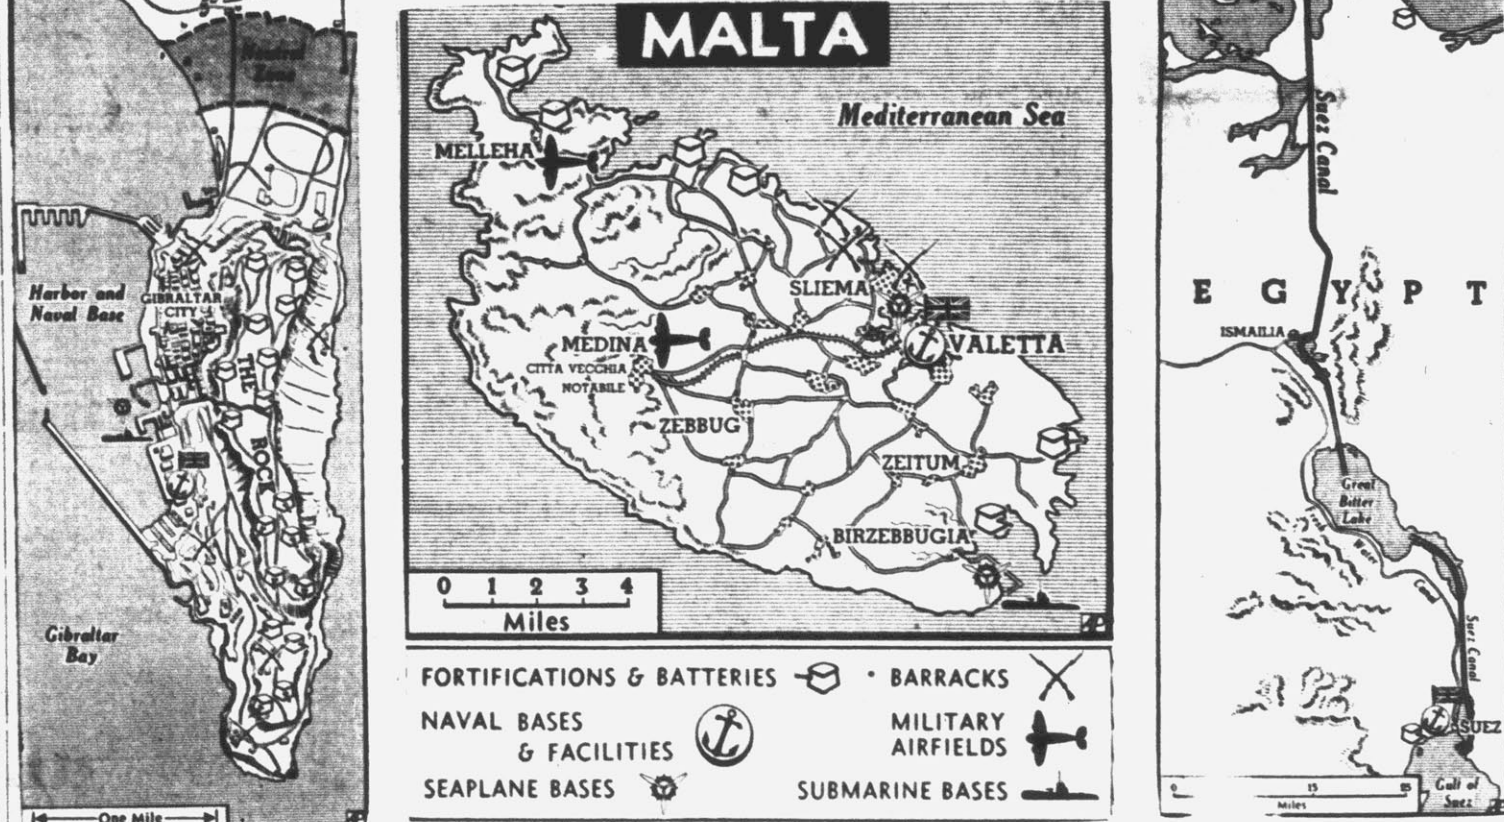 Neutral
Zone
Harbor and
Naval Base
GIBRALTAR
CITY
THE
ROCK
Gibraltar
Bay
One Mile
MALTA
Mediterranean Sea
MELLEHA
SLIEMA
MEDINA
VALETTA
CITTA VECCHIA
NOTABILE
ZEBBUG
ZEITUM
BIRZEBBUGIA
0 1 2 3 4
Miles
AP
FORTIFICATIONS & BATTERIES
BARRACKS
NAVAL BASES
& FACILITIES
MILITARY
AIRFIELDS
SEAPLANE BASES
SUBMARINE BASES
Suez Canal
E G Y P T
ISMAILIA
Great
Bitter
Lake
Canal
Suez Canal
SUEZ
Gulf of
Suez
0 15
Miles